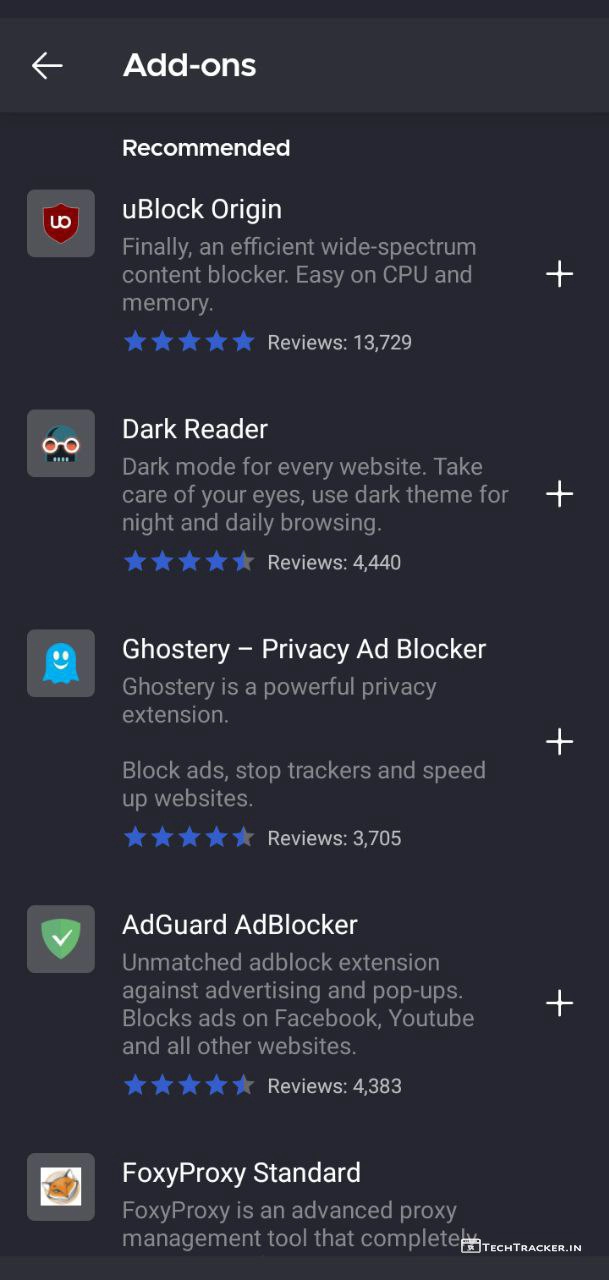 Add-ons
Recommended
uBlock Origin
Finally, an efficient wide-spectrum
content blocker. Easy on CPU and
memory.
Reviews: 13,729
Dark Reader
Dark mode for every website. Take
care of your eyes, use dark theme for
night and daily browsing.
Reviews: 4,440
Ghostery – Privacy Ad Blocker
Ghostery is a powerful privacy
extension.
Block ads, stop trackers and speed
up websites.
Reviews: 3,705
AdGuard AdBlocker
Unmatched adblock extension
against advertising and pop-ups.
Blocks ads on Facebook, Youtube
and all other websites.
Reviews: 4,383
FoxyProxy Standard
FoxyProxy is an advanced proxy
management tool that completely
TECHTRACKER.IN